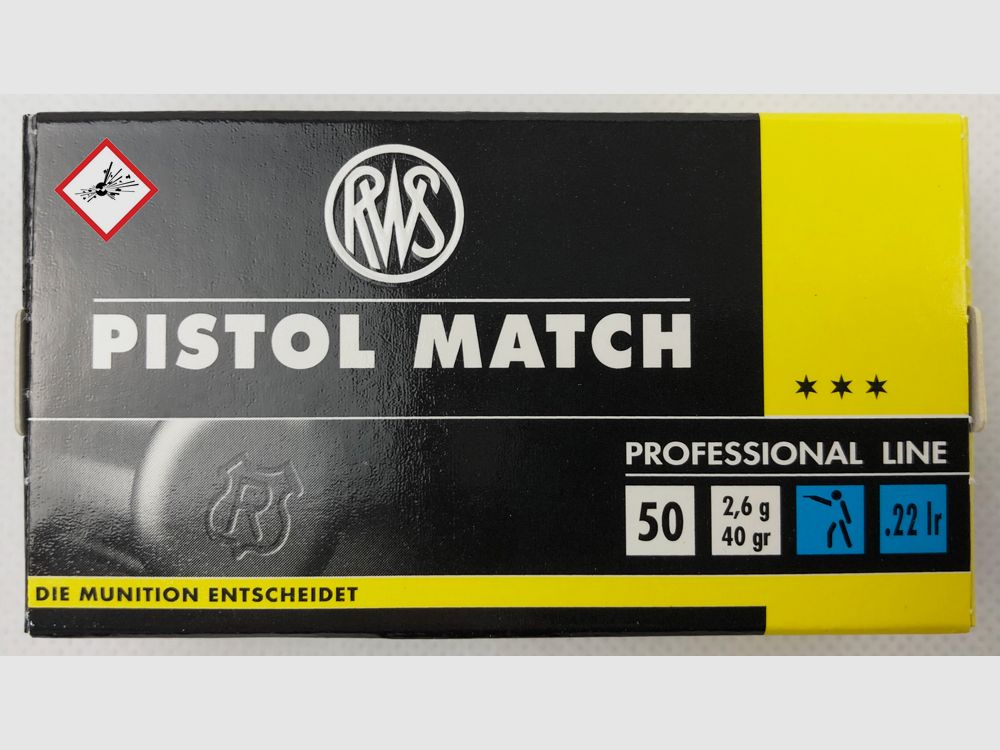 RWS
PISTOL MATCH
★ ★ ★
PROFESSIONAL LINE
50
2,6 g
40 gr
.22 lr
R
DIE MUNITION ENTSCHEIDET